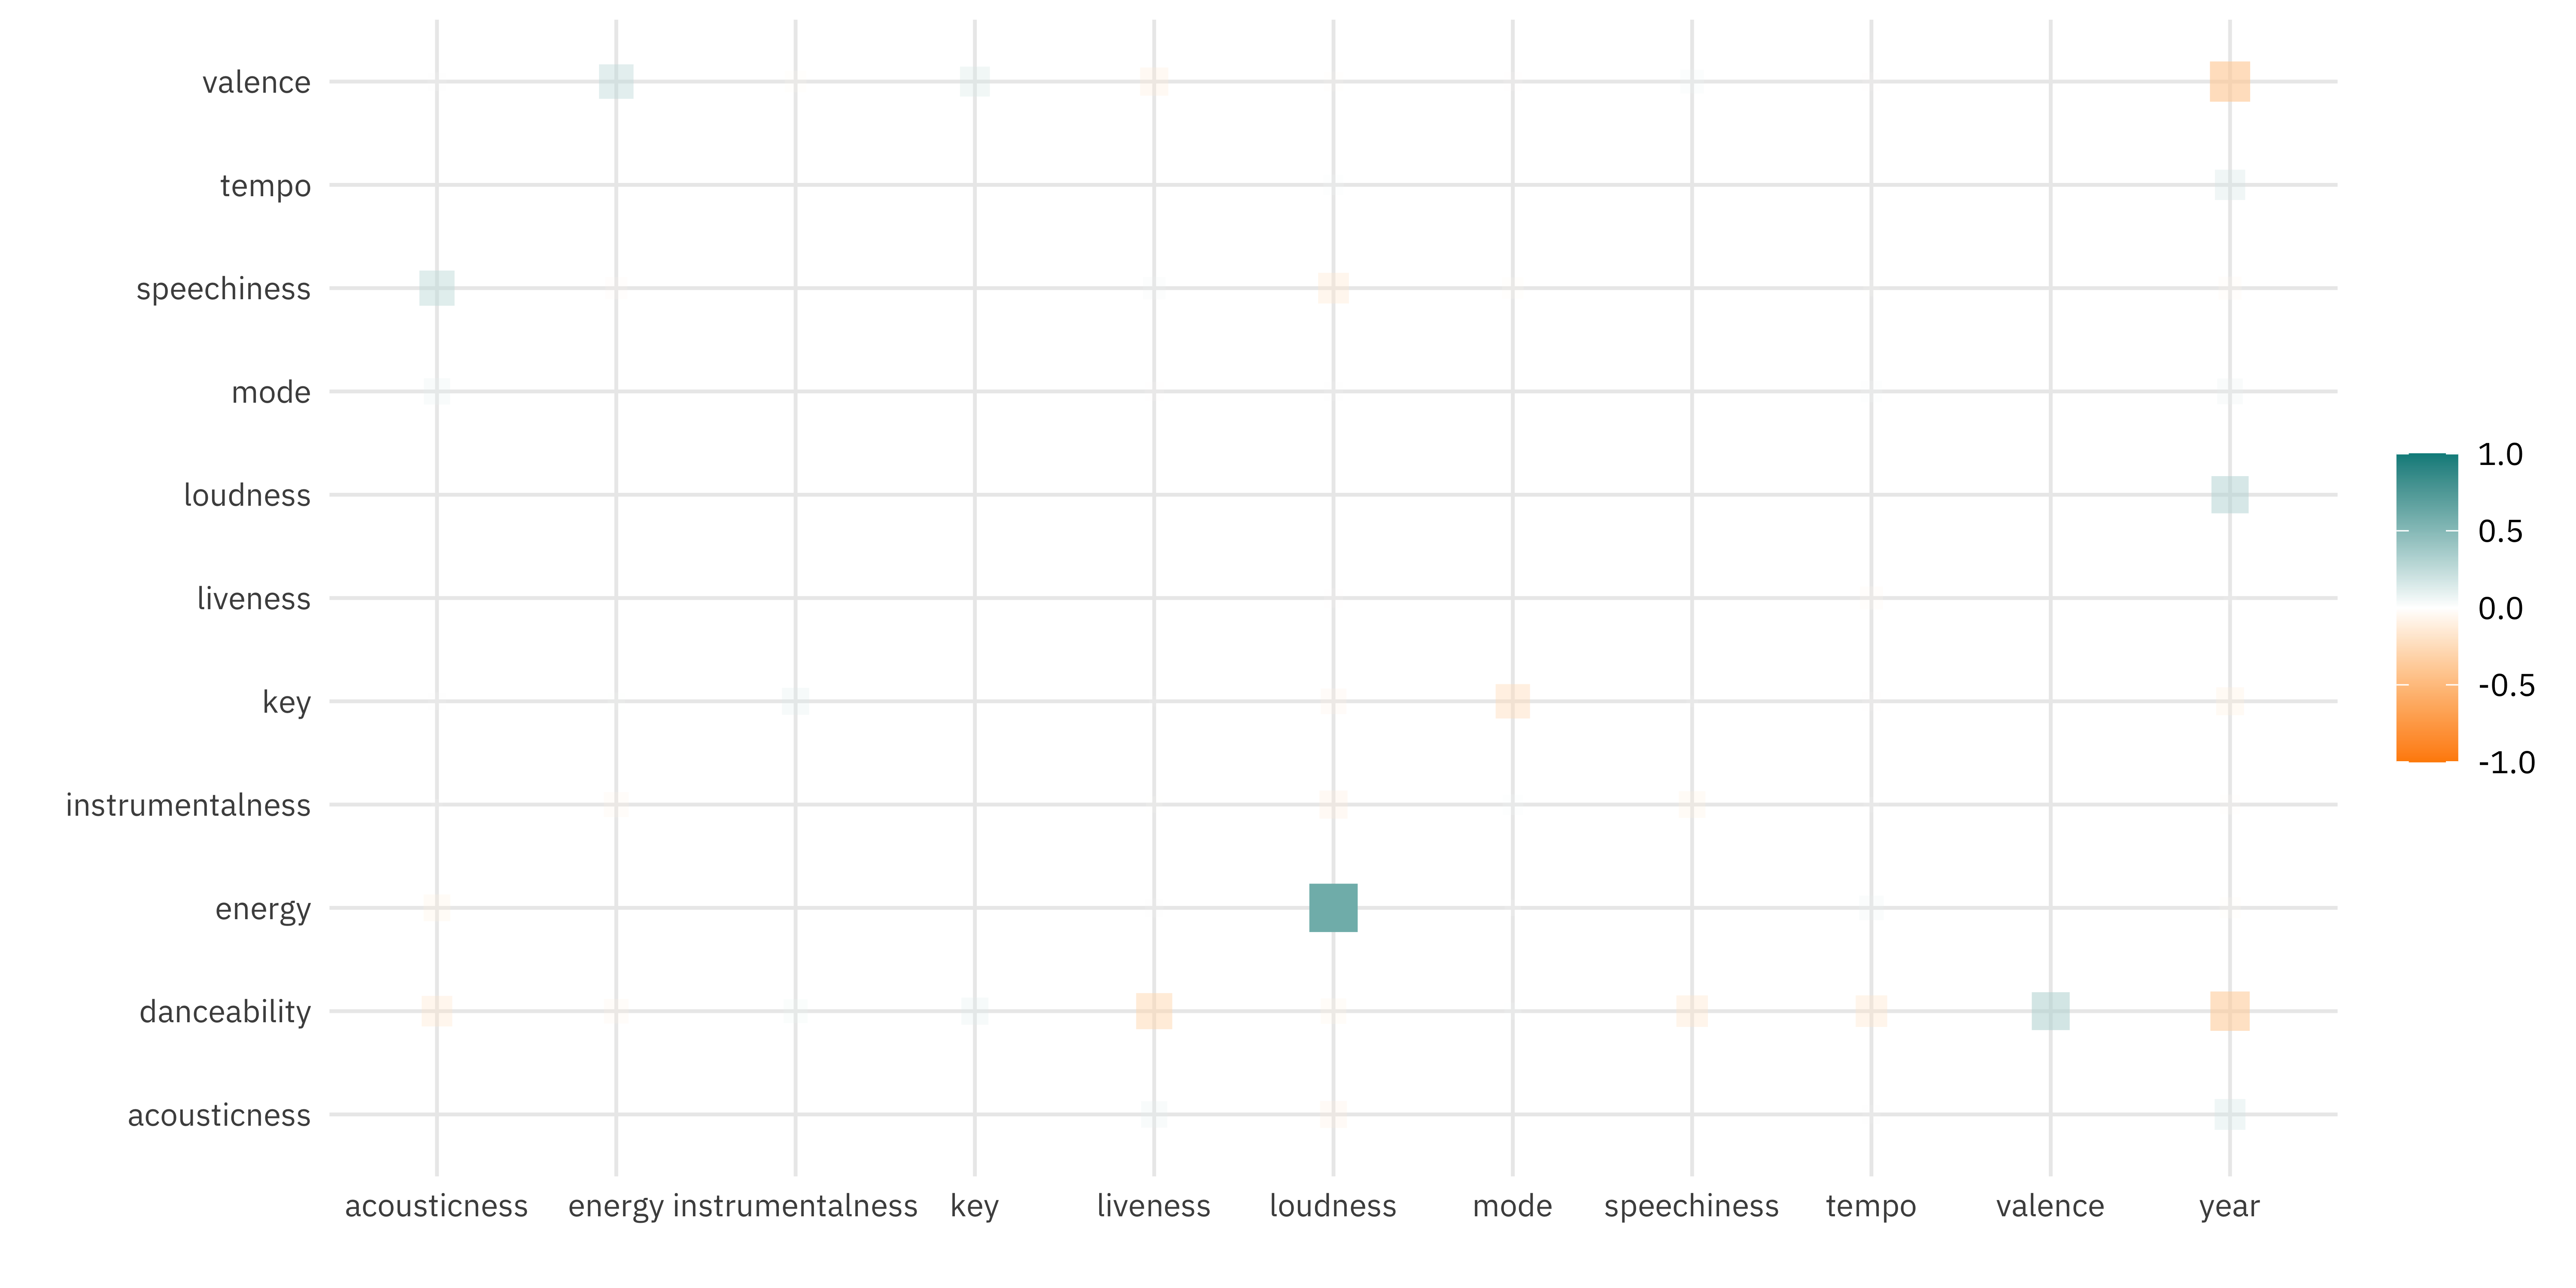 valence
tempo
speechiness
mode
loudness
liveness
key
instrumentalness
energy
danceability
acousticness
acousticness energy instrumentalness key liveness loudness mode speechiness tempo valence year
1.0
0.5
0.0
-0.5
-1.0